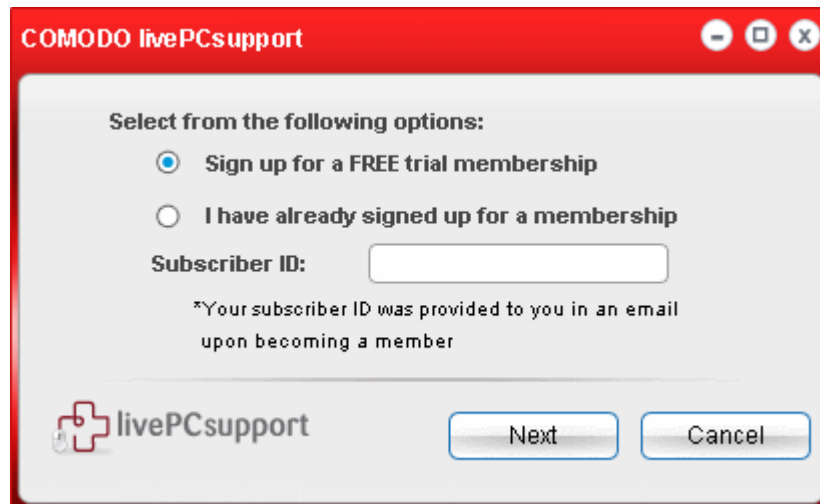 COMODO livePCsupport
Select from the following options:
Sign up for a FREE trial membership
I have already signed up for a membership
Subscriber ID:
*Your subscriber ID was provided to you in an email
upon becoming a member
livePCsupport
Next
Cancel